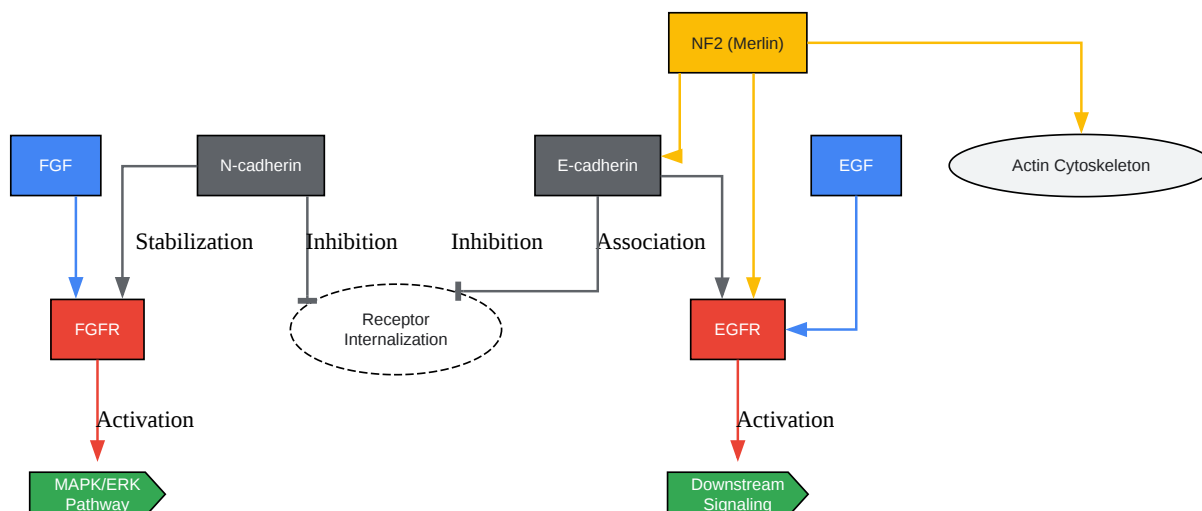 NF2 (Merlin)
FGF
N-cadherin
E-cadherin
EGF
Actin Cytoskeleton
Stabilization
Inhibition
Inhibition
Association
FGFR
Receptor
Internalization
EGFR
Activation
Activation
MAPK/ERK
Pathway
Downstream
Signaling